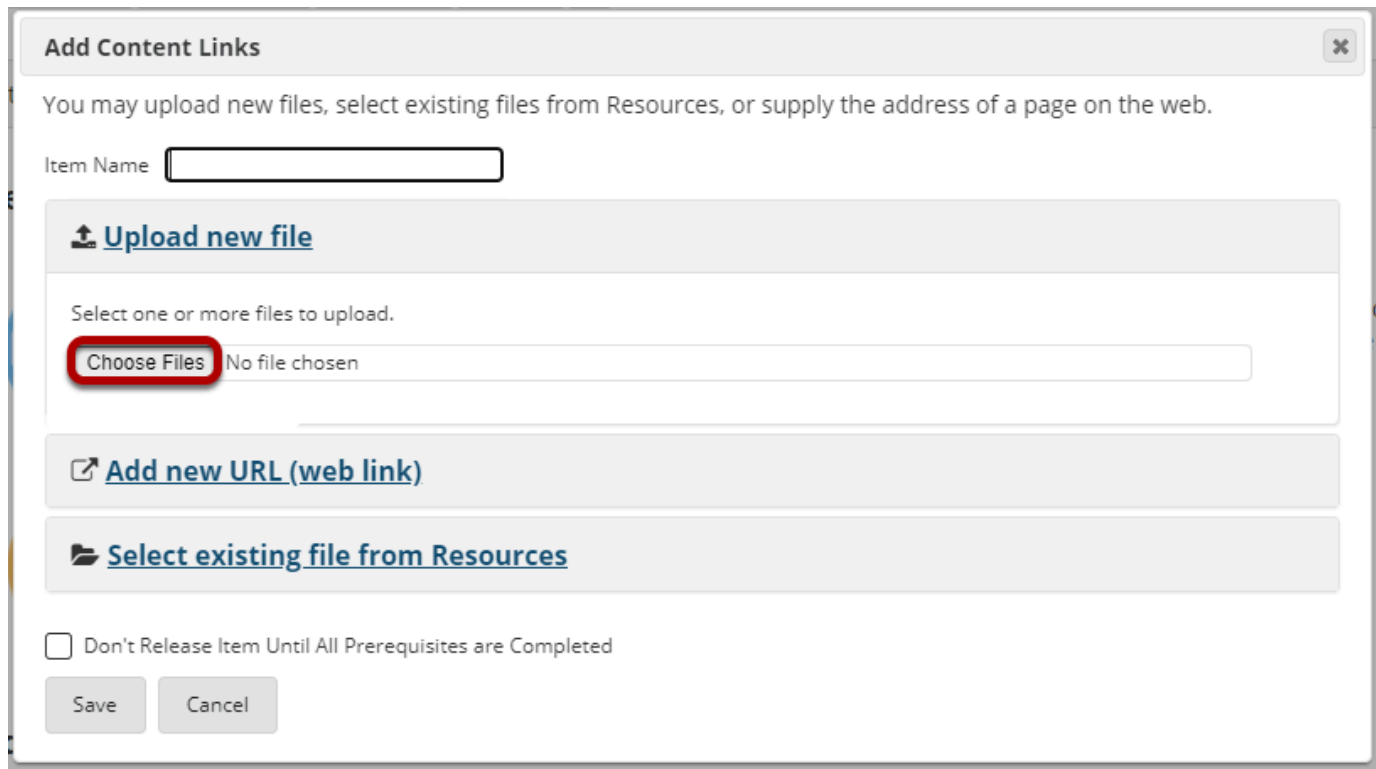 Add Content Links
You may upload new files, select existing files from Resources, or supply the address of a page on the web.
Item Name
Upload new file
Select one or more files to upload.
Choose Files No file chosen
Add new URL (web link)
Select existing file from Resources
Don't Release Item Until All Prerequisites are Completed
Save Cancel